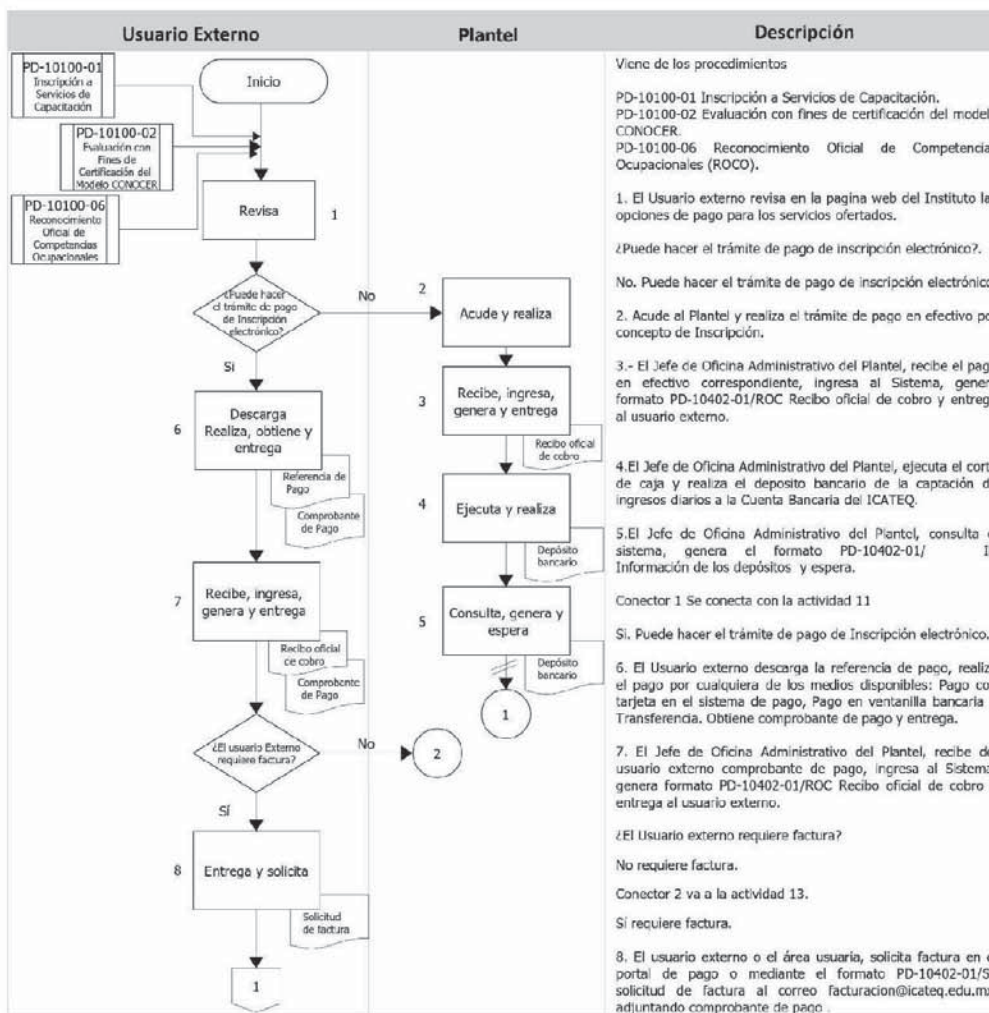 Usuario Externo
Plantel
Descripción
PD-10100-01
Inscripción a
Servicios de
Capacitación
Inicio
PD-10100-02
Evaluación con
Fines de
Certificación del
Modelo CONOCER
PD-10100-06
Reconocimiento
Oficial de
Competencias
Ocupacionales
Revisa
1
¿Puede hacer
el trámite de pago
de Inscripción
electrónico?
No
Sí
2
Acude y realiza
3
Recibe, ingresa,
genera y entrega
Recibo oficial
de cobro
4
Ejecuta y realiza
Depósito
bancario
5
Consulta, genera y
espera
Depósito
bancario
1
6
Descarga
Realiza, obtiene y
entrega
Referencia de
Pago
Comprobante
de Pago
7
Recibe, ingresa,
genera y entrega
Recibo oficial
de cobro
Comprobante
de Pago
¿El usuario Externo
requiere factura?
No
2
Sí
8
Entrega y solicita
Solicitud
de factura
1
Viene de los procedimientos
PD-10100-01 Inscripción a Servicios de Capacitación.
PD-10100-02 Evaluación con fines de certificación del model
CONOCER.
PD-10100-06 Reconocimiento Oficial de Competencia
Ocupacionales (ROCO).
1. El Usuario externo revisa en la pagina web del Instituto la
opciones de pago para los servicios ofertados.
¿Puede hacer el trámite de pago de inscripción electrónico?.
No. Puede hacer el trámite de pago de inscripción electrónico
2. Acude al Plantel y realiza el trámite de pago en efectivo po
concepto de Inscripción.
3.- El Jefe de Oficina Administrativo del Plantel, recibe el pag
en efectivo correspondiente, ingresa al Sistema, gener
formato PD-10402-01/ROC Recibo oficial de cobro y entreg
al usuario externo.
4.El Jefe de Oficina Administrativo del Plantel, ejecuta el cort
de caja y realiza el deposito bancario de la captación d
ingresos diarios a la Cuenta Bancaria del ICATEQ.
5.El Jefe de Oficina Administrativo del Plantel, consulta e
sistema, genera el formato PD-10402-01/ I
Información de los depósitos y espera.
Conector 1 Se conecta con la actividad 11
Si. Puede hacer el trámite de pago de Inscripción electrónico.
6. El Usuario externo descarga la referencia de pago, realiz
el pago por cualquiera de los medios disponibles: Pago co
tarjeta en el sistema de pago, Pago en ventanilla bancaria
Transferencia. Obtiene comprobante de pago y entrega.
7. El Jefe de Oficina Administrativo del Plantel, recibe de
usuario externo comprobante de pago, ingresa al Sistema
genera formato PD-10402-01/ROC Recibo oficial de cobro
entrega al usuario externo.
¿El Usuario externo requiere factura?
No requiere factura.
Conector 2 va a la actividad 13.
Sí requiere factura.
8. El usuario externo o el área usuaria, solicita factura en e
portal de pago o mediante el formato PD-10402-01/S
solicitud de factura al correo facturacion@icateq.edu.mx
adjuntando comprobante de pago .